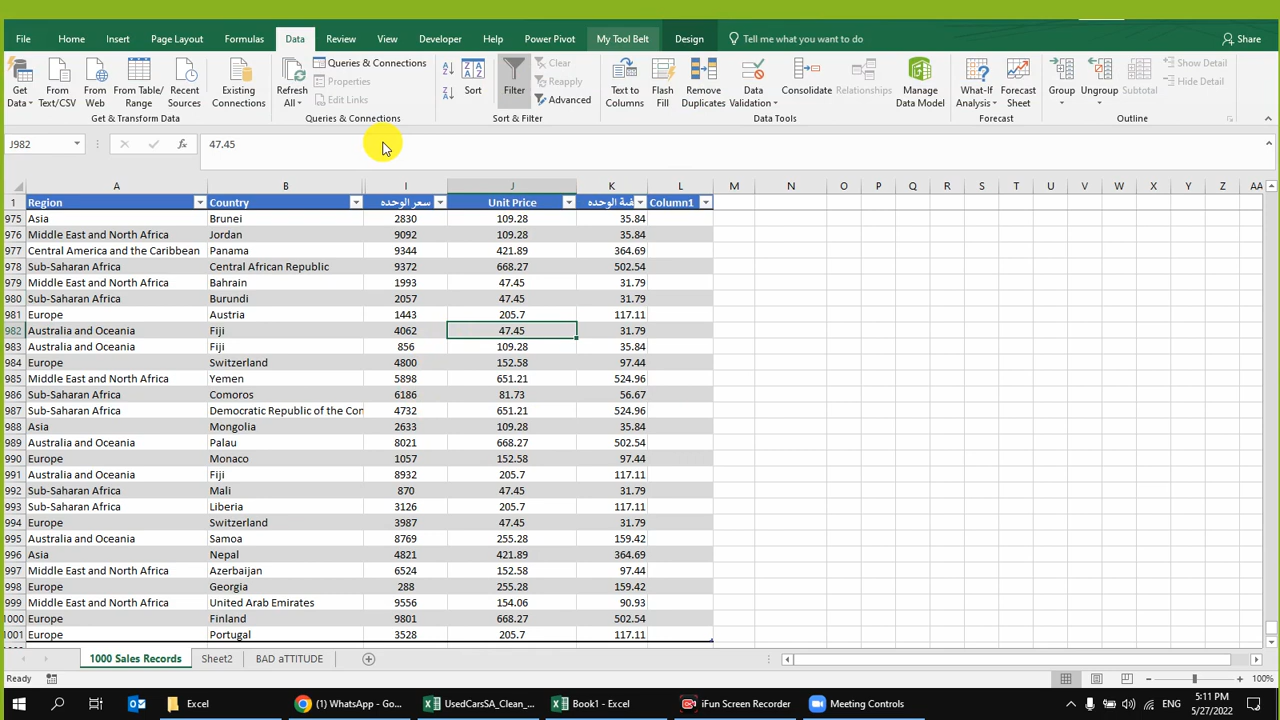 File Home Insert Page Layout Formulas Data Review View Developer Help Power Pivot My Tool Belt Design Tell me what you want to do Share
Get Data
From Text/CSV
From Web
From Table/ Range
Recent Sources
Existing Connections
Get & Transform Data
Refresh All
Queries & Connections
Properties
Edit Links
Queries & Connections
Sort
Filter
Clear
Reapply
Advanced
Sort & Filter
Text to Columns
Flash Fill
Remove Duplicates
Data Validation
Consolidate
Relationships
Manage Data Model
Data Tools
What-If Analysis
Forecast Sheet
Forecast
Group
Ungroup
Subtotal
Show Detail
Hide Detail
Outline
J982 fx 47.45
A B I J K L M N O P Q R S T U V W X Y Z AA
1 Region Country سعر الوحده Unit Price Column1
975 Asia Brunei 2830 109.28 35.84
976 Middle East and North Africa Jordan 9092 109.28 35.84
977 Central America and the Caribbean Panama 9344 421.89 364.69
978 Sub-Saharan Africa Central African Republic 9372 668.27 502.54
979 Middle East and North Africa Bahrain 1993 47.45 31.79
980 Sub-Saharan Africa Burundi 2057 47.45 31.79
981 Europe Austria 1443 205.7 117.11
982 Australia and Oceania Fiji 4062 47.45 31.79
983 Australia and Oceania Fiji 856 109.28 35.84
984 Europe Switzerland 4800 152.58 97.44
985 Middle East and North Africa Yemen 5898 651.21 524.96
986 Sub-Saharan Africa Comoros 6186 81.73 56.67
987 Sub-Saharan Africa Democratic Republic of the Con 4732 651.21 524.96
988 Asia Mongolia 2633 109.28 35.84
989 Australia and Oceania Palau 8021 668.27 502.54
990 Europe Monaco 1057 152.58 97.44
991 Australia and Oceania Fiji 8932 205.7 117.11
992 Sub-Saharan Africa Mali 870 47.45 31.79
993 Sub-Saharan Africa Liberia 3126 205.7 117.11
994 Europe Switzerland 3987 47.45 31.79
995 Australia and Oceania Samoa 8769 255.28 159.42
996 Asia Nepal 4821 421.89 364.69
997 Middle East and North Africa Azerbaijan 6524 152.58 97.44
998 Europe Georgia 288 255.28 159.42
999 Middle East and North Africa United Arab Emirates 9556 154.06 90.93
1000 Europe Finland 9801 668.27 502.54
1001 Europe Portugal 3528 205.7 117.11
1000 Sales Records Sheet2 BAD aTTITUDE
Ready 100%
Excel (1) WhatsApp - Go... UsedCarsSA_Clean_... Book1 - Excel iFun Screen Recorder Meeting Controls
5:11 PM
5/27/2022